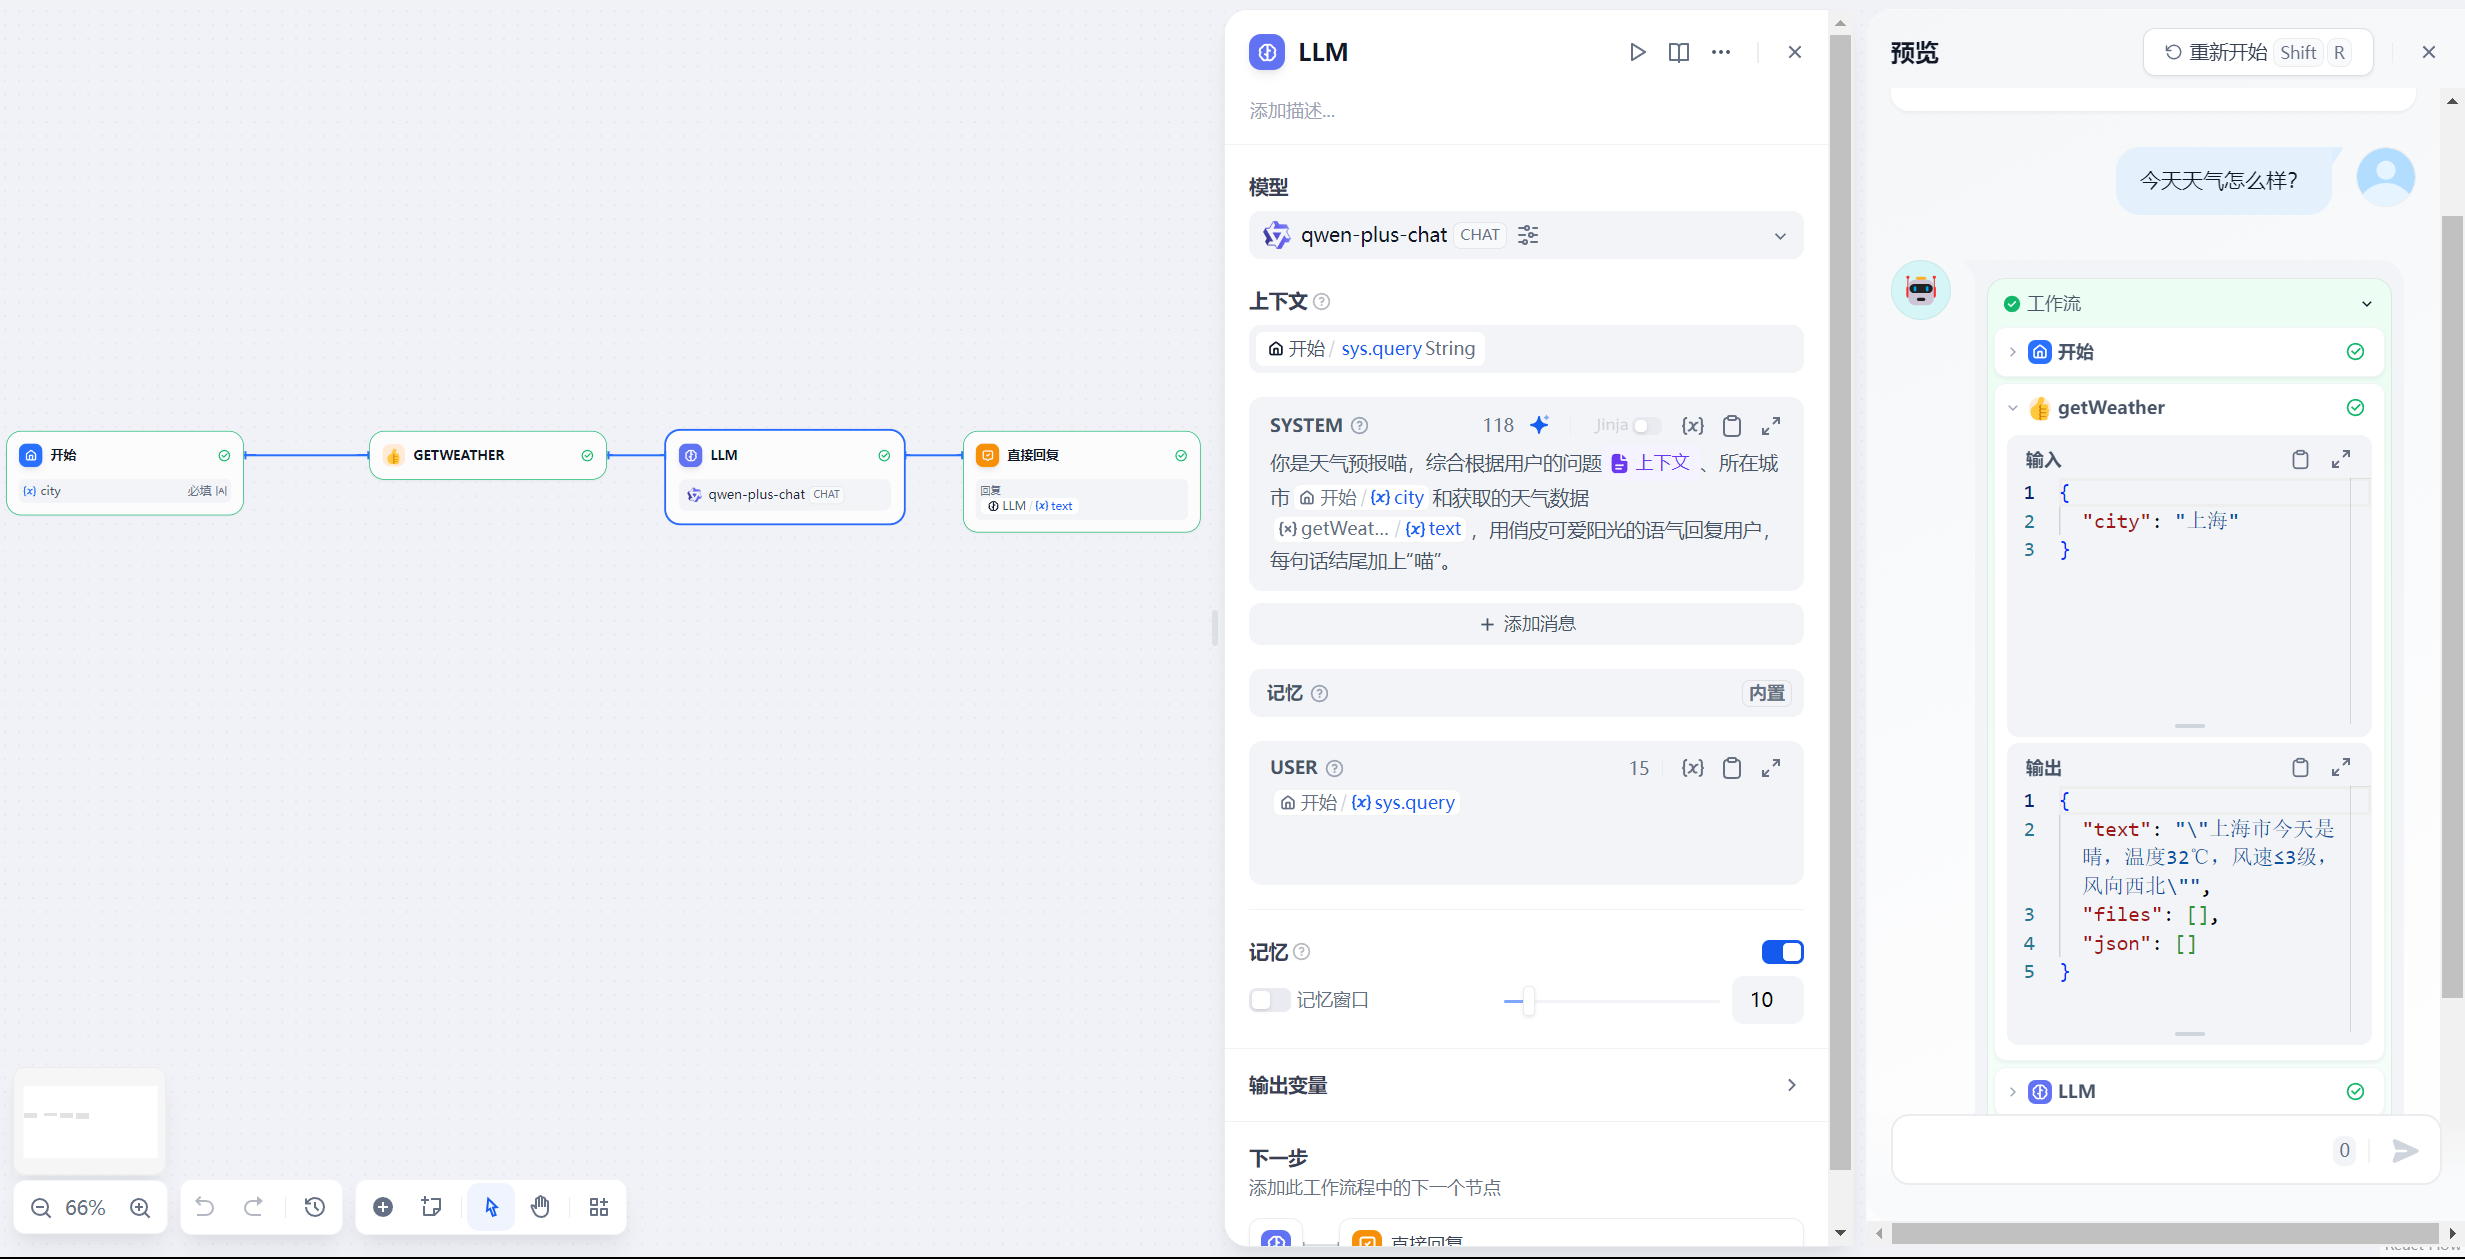 开始
{x} city
必填
GETWEATHER
LLM
qwen-plus-chat CHAT
直接回复
回复
LLM / {x} text
66%
LLM
添加描述...
模型
qwen-plus-chat CHAT
上下文
开始 / sys.query String
SYSTEM 118 Jinja {x}
你是天气预报喵，综合根据用户的问题 上下文 、所在城
市 开始 / {x} city 和获取的天气数据
{x} getWeat... / {x} text ，用俏皮可爱阳光的语气回复用户，
每句话结尾加上“喵”。
+ 添加消息
记忆 内置
USER 15 {x}
开始 / {x} sys.query
记忆
记忆窗口 10
输出变量
下一步
添加此工作流程中的下一个节点
直接回复
预览
重新开始 Shift R
今天天气怎么样？
工作流
开始
getWeather
输入
1 {
2 "city": "上海"
3 }
输出
1 {
2 "text": "\"上海市今天是
晴，温度32℃，风速≤3级，
风向西北\"",
3 "files": [],
4 "json": []
5 }
LLM
0
React Flow